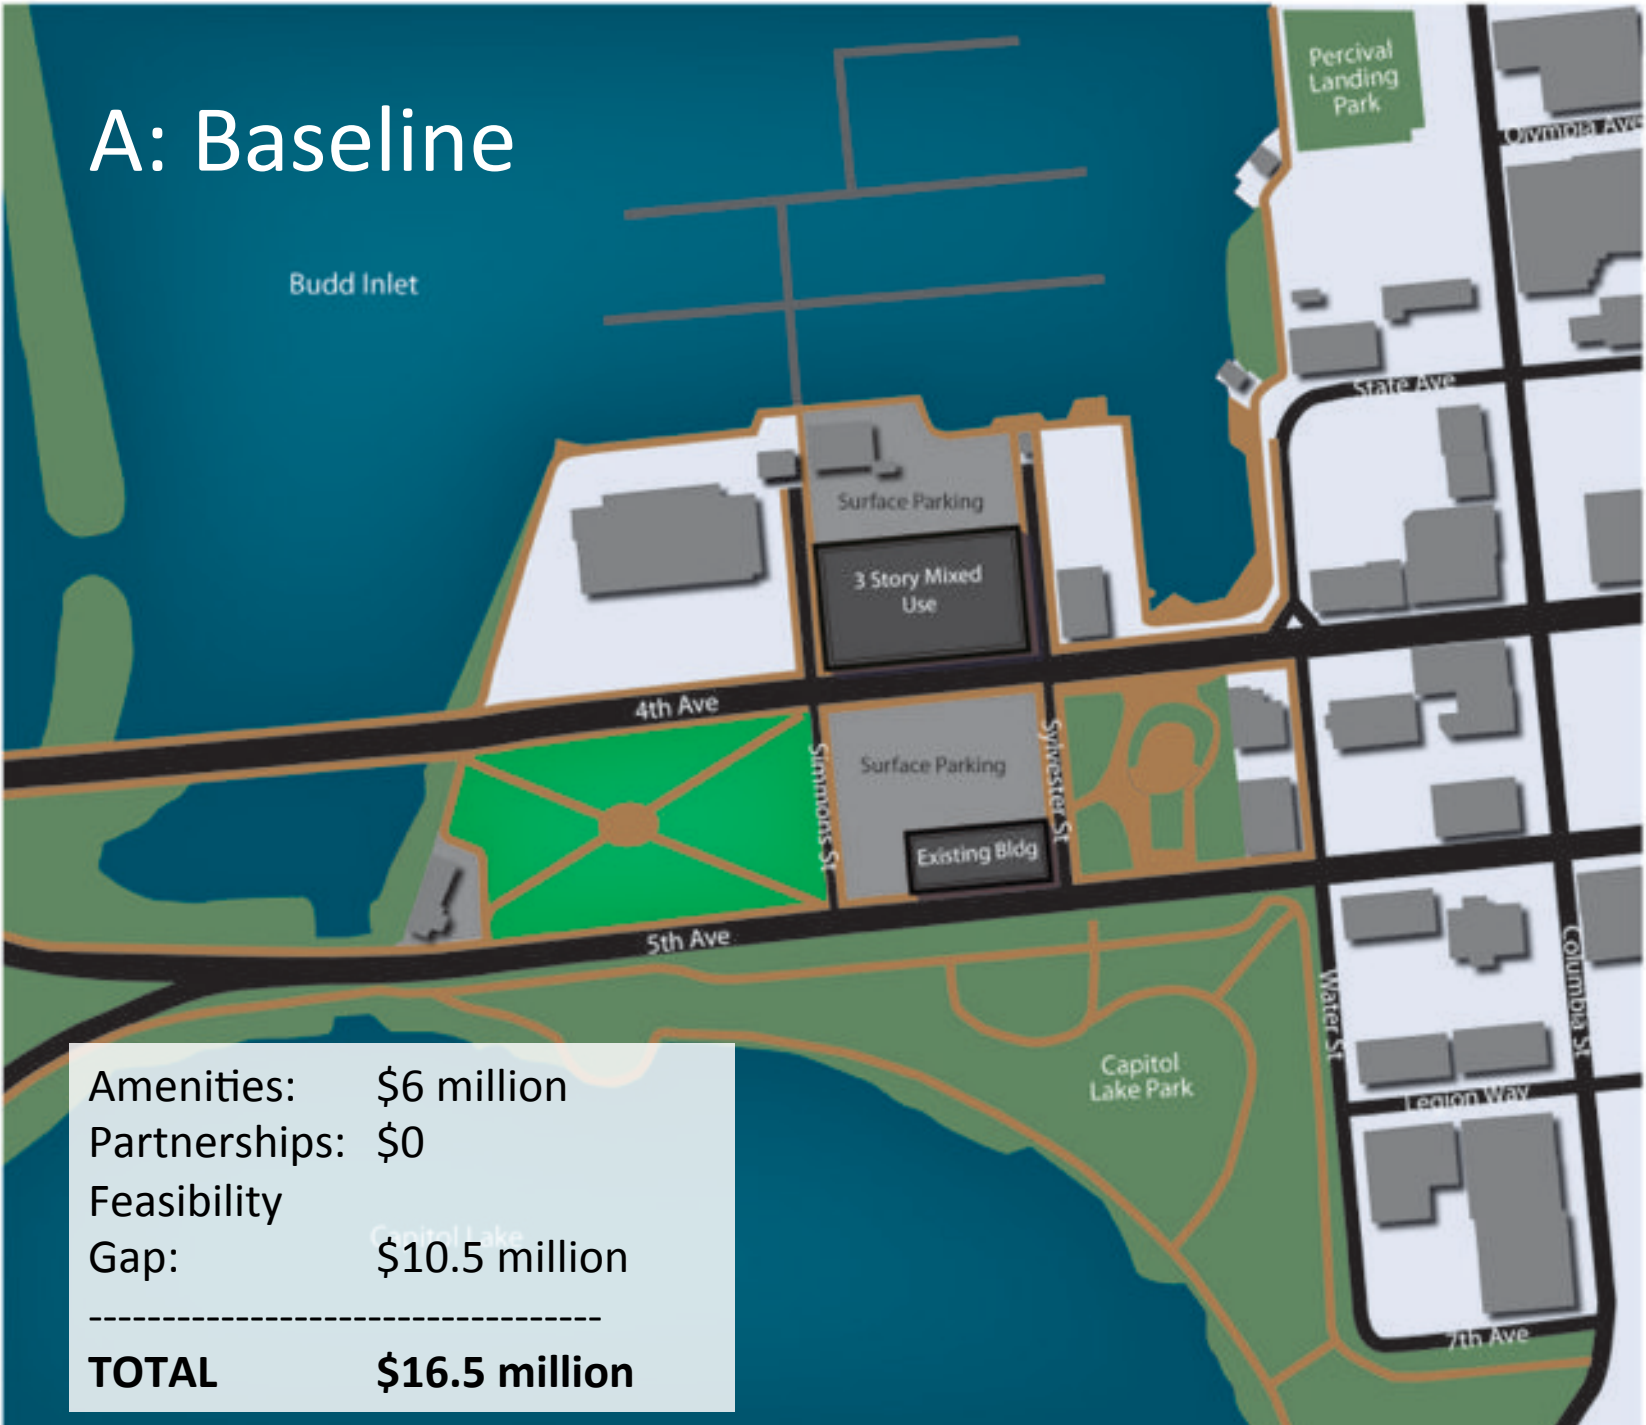 A: Baseline
Percival
Landing
Park
Olympia Ave
Budd Inlet
State Ave
Surface Parking
3 Story Mixed
Use
4th Ave
Simmons St
Surface Parking
Sylvester St
Existing Bldg
5th Ave
Water St
Columbia St
Capitol
Lake Park
Legion Way
7th Ave
Capitol Lake
Amenities: $6 million
Partnerships: $0
Feasibility
Gap: $10.5 million
-----------------------------------
TOTAL $16.5 million